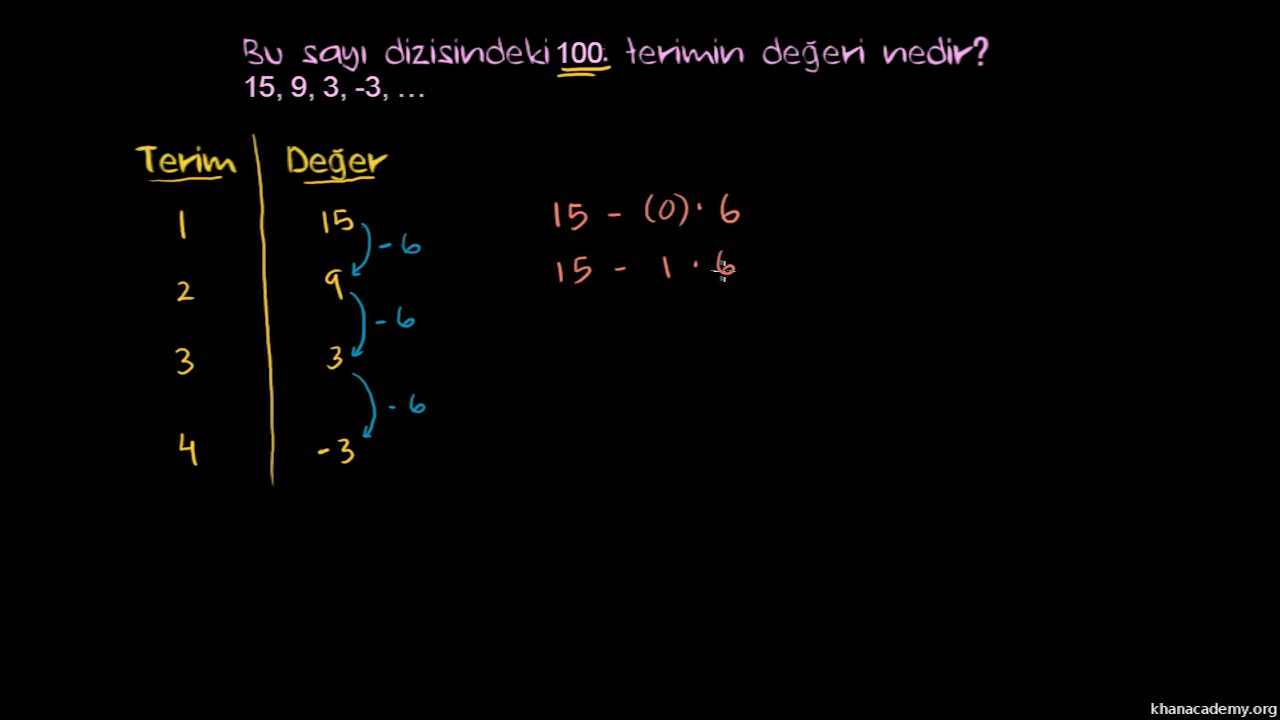 Bu sayı dizisindeki 100. terimin değeri nedir?
15, 9, 3, -3, ...
Terim Değer
1 15 15 - (0) · 6
- 6
2 9 15 - 1 · 6
- 6
3 3
- 6
4 -3
khanacademy.org